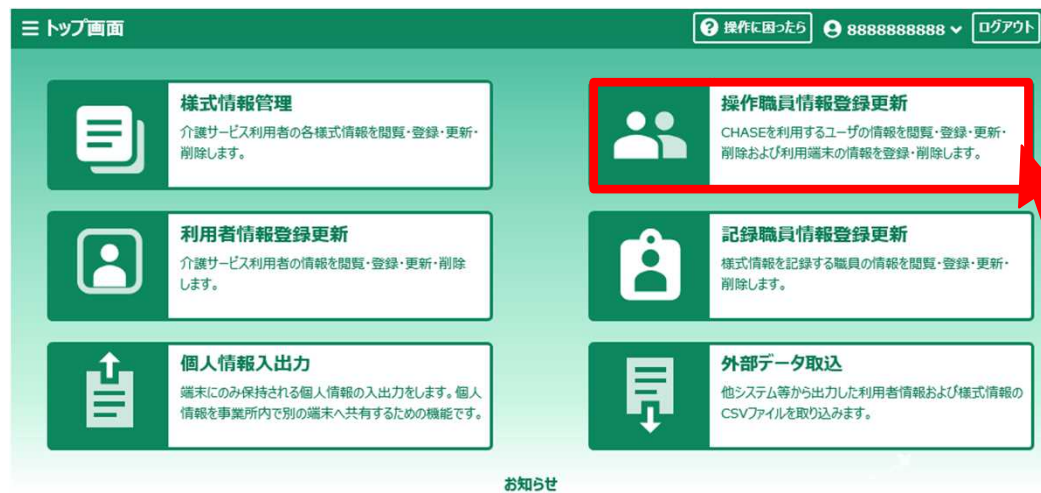 トップ画面
操作に困ったら
8888888888
ログアウト
様式情報管理
介護サービス利用者の各様式情報を閲覧・登録・更新・
削除します。
操作職員情報登録更新
CHASEを利用するユーザの情報を閲覧・登録・更新・
削除および利用端末の情報を登録・削除します。
利用者情報登録更新
介護サービス利用者の情報を閲覧・登録・更新・削除
します。
記録職員情報登録更新
様式情報を記録する職員の情報を閲覧・登録・更新・
削除します。
個人情報入出力
端末にのみ保持される個人情報の入出力をします。個人
情報を事業所内で別の端末へ共有するための機能です。
外部データ取込
他システム等から出力した利用者情報および様式情報の
CSVファイルを取り込みます。
お知らせ